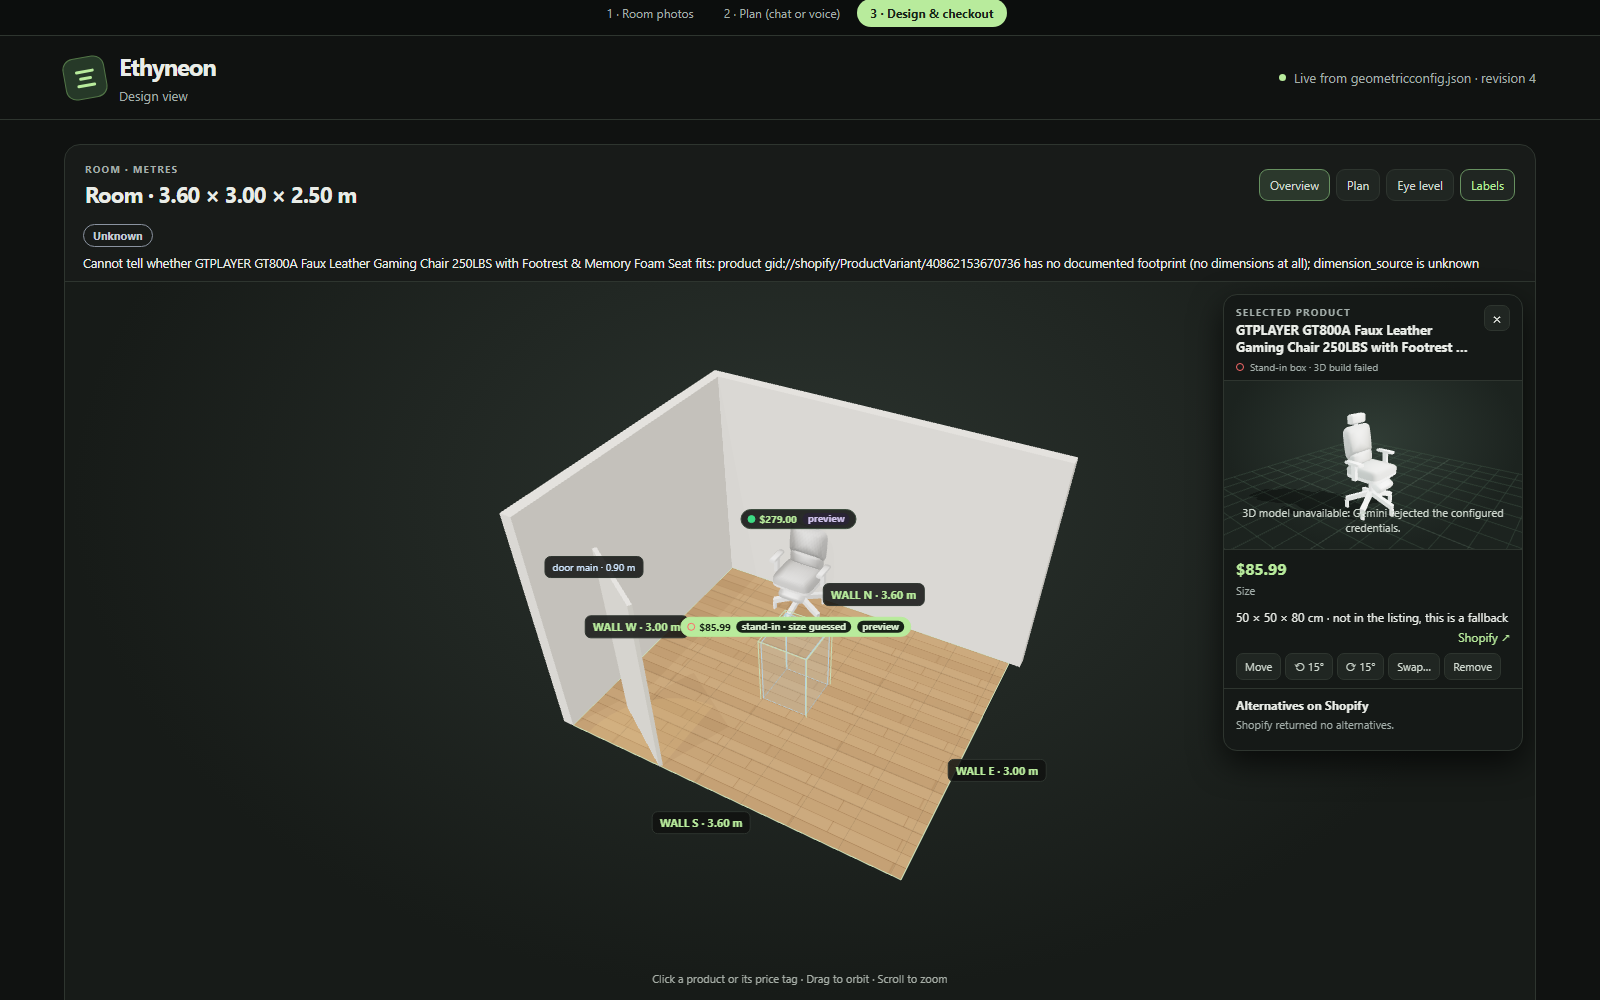 1 · Room photos
2 · Plan (chat or voice)
3 · Design & checkout
Ethyneon
Design view
Live from geometricconfig.json · revision 4
ROOM · METRES
Room · 3.60 × 3.00 × 2.50 m
Overview
Plan
Eye level
Labels
Unknown
Cannot tell whether GTPLAYER GT800A Faux Leather Gaming Chair 250LBS with Footrest & Memory Foam Seat fits: product gid://shopify/ProductVariant/40862153670736 has no documented footprint (no dimensions at all); dimension_source is unknown
SELECTED PRODUCT
×
GTPLAYER GT800A Faux Leather
Gaming Chair 250LBS with Footrest ...
Stand-in box · 3D build failed
3D model unavailable: Gemini rejected the configured
credentials.
$85.99
Size
50 × 50 × 80 cm · not in the listing, this is a fallback
Shopify ↗
Move
⟲ 15°
⟳ 15°
Swap...
Remove
Alternatives on Shopify
Shopify returned no alternatives.
$279.00 preview
door main · 0.90 m
WALL N · 3.60 m
WALL W · 3.00 m
$85.99 stand-in · size guessed preview
WALL E · 3.00 m
WALL S · 3.60 m
Click a product or its price tag · Drag to orbit · Scroll to zoom